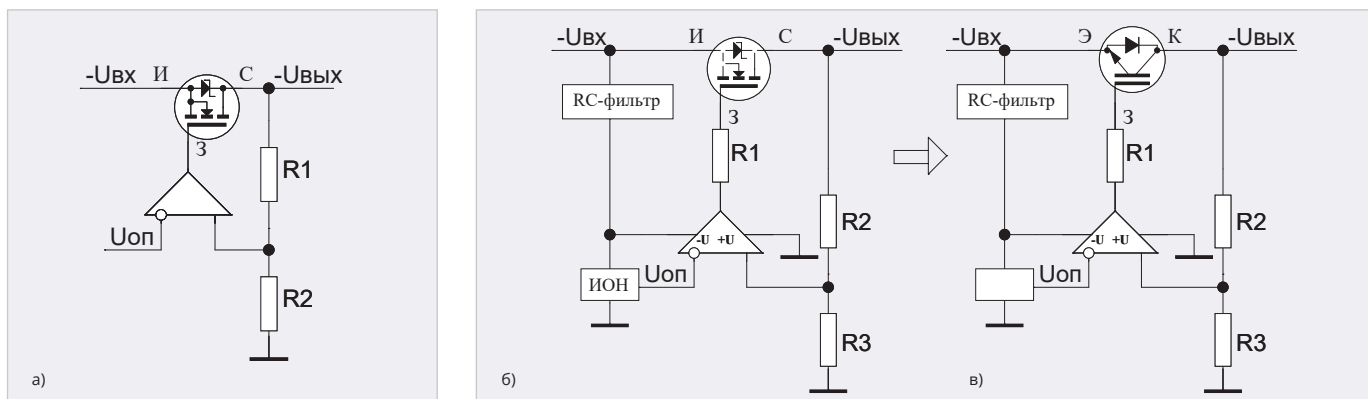 -Uвх И С -Uвых
З
R1
Uоп
R2
а)
-Uвх И С -Uвых
RC-фильтр
З
R1
R2
-U +U
Uоп
ИОН
R3
б)
-Uвх Э К -Uвых
RC-фильтр
З
R1
R2
-U +U
Uоп
R3
в)